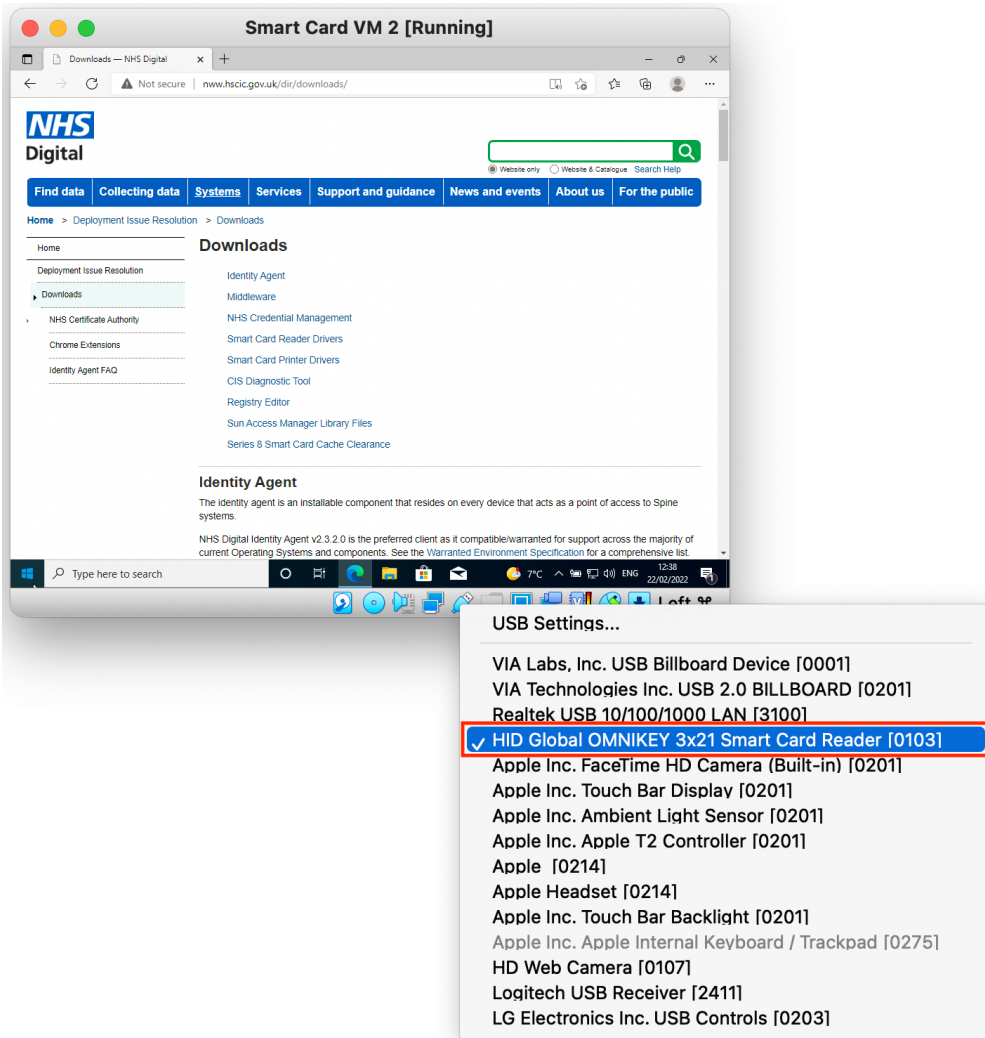 Smart Card VM 2 [Running]
Downloads — NHS Digital
Not secure | nww.hscic.gov.uk/dir/downloads/
NHS
Digital
Website only Website & Catalogue Search Help
Find data Collecting data Systems Services Support and guidance News and events About us For the public
Home > Deployment Issue Resolution > Downloads
Home
Deployment Issue Resolution
Downloads
NHS Certificate Authority
Chrome Extensions
Identity Agent FAQ
Downloads
Identity Agent
Middleware
NHS Credential Management
Smart Card Reader Drivers
Smart Card Printer Drivers
CIS Diagnostic Tool
Registry Editor
Sun Access Manager Library Files
Series 8 Smart Card Cache Clearance
Identity Agent
The identity agent is an installable component that resides on every device that acts as a point of access to Spine
systems.
NHS Digital Identity Agent v2.3.2.0 is the preferred client as it compatible/warranted for support across the majority of
current Operating Systems and components. See the Warranted Environment Specification for a comprehensive list.
Type here to search
7°C
ENG
12:38
22/02/2022
1
Left ⌘
USB Settings...
VIA Labs, Inc. USB Billboard Device [0001]
VIA Technologies Inc. USB 2.0 BILLBOARD [0201]
Realtek USB 10/100/1000 LAN [3100]
HID Global OMNIKEY 3x21 Smart Card Reader [0103]
Apple Inc. FaceTime HD Camera (Built-in) [0201]
Apple Inc. Touch Bar Display [0201]
Apple Inc. Ambient Light Sensor [0201]
Apple Inc. Apple T2 Controller [0201]
Apple [0214]
Apple Headset [0214]
Apple Inc. Touch Bar Backlight [0201]
Apple Inc. Apple Internal Keyboard / Trackpad [0275]
HD Web Camera [0107]
Logitech USB Receiver [2411]
LG Electronics Inc. USB Controls [0203]